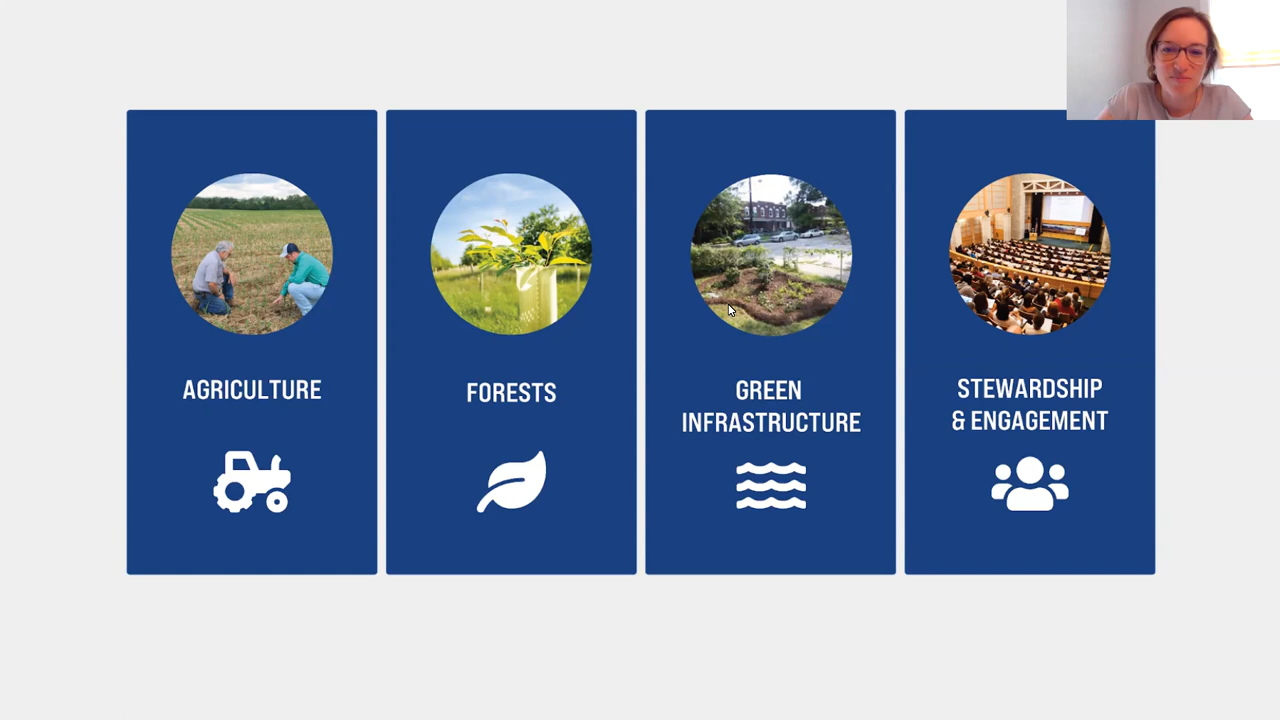 AGRICULTURE
FORESTS
GREEN
INFRASTRUCTURE
STEWARDSHIP
& ENGAGEMENT